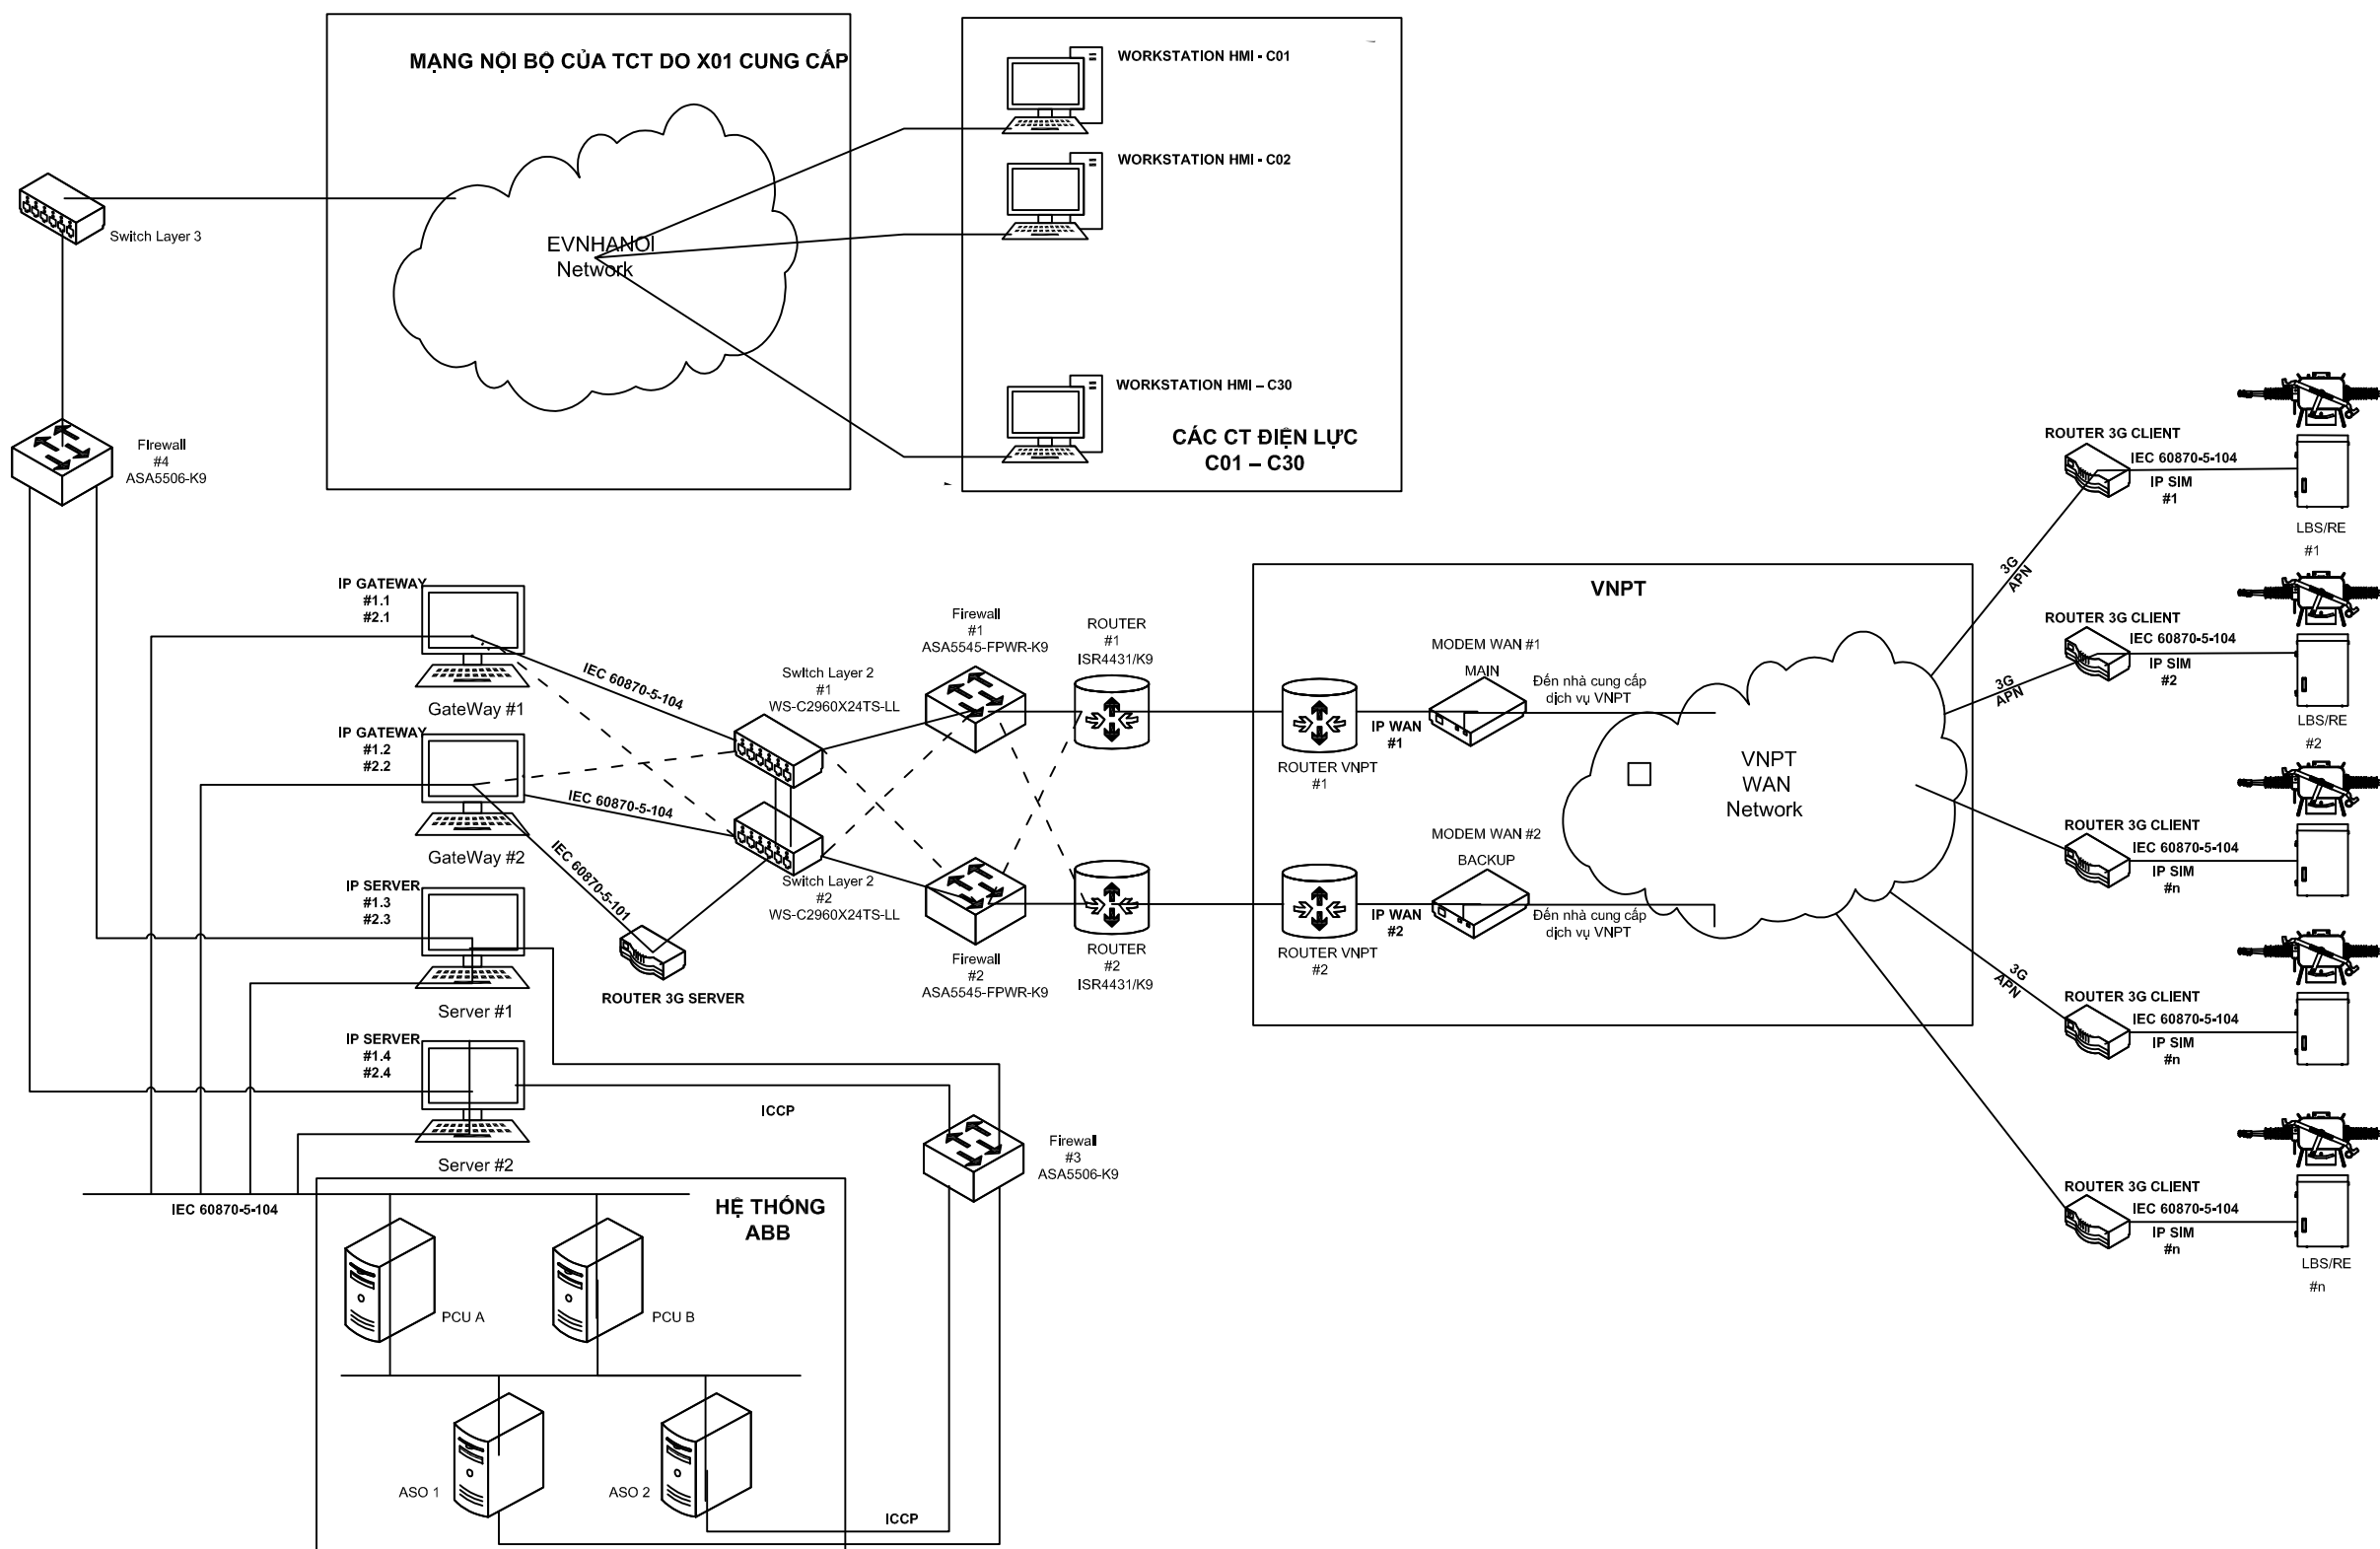 MẠNG NỘI BỘ CỦA TCT DO X01 CUNG CẤP
WORKSTATION HMI - C01
WORKSTATION HMI - C02
WORKSTATION HMI – C30
CÁC CT ĐIỆN LỰC
C01 – C30
EVNHANOI
Network
Switch Layer 3
Firewall
#4
ASA5506-K9
IP GATEWAY
#1.1
#2.1
GateWay #1
IP GATEWAY
#1.2
#2.2
GateWay #2
IP SERVER
#1.3
#2.3
Server #1
IP SERVER
#1.4
#2.4
Server #2
IEC 60870-5-104
IEC 60870-5-104
IEC 60870-5-101
ROUTER 3G SERVER
Switch Layer 2
#1
WS-C2960X24TS-LL
Switch Layer 2
#2
WS-C2960X24TS-LL
Firewall
#1
ASA5545-FPWR-K9
Firewall
#2
ASA5545-FPWR-K9
ROUTER
#1
ISR4431/K9
ROUTER
#2
ISR4431/K9
VNPT
ROUTER VNPT
#1
IP WAN
#1
MODEM WAN #1
MAIN
Đến nhà cung cấp
dịch vụ VNPT
ROUTER VNPT
#2
IP WAN
#2
MODEM WAN #2
BACKUP
Đến nhà cung cấp
dịch vụ VNPT
VNPT
WAN
Network
3G
APN
3G
APN
3G
APN
ROUTER 3G CLIENT
IEC 60870-5-104
IP SIM
#1
LBS/RE
#1
ROUTER 3G CLIENT
IEC 60870-5-104
IP SIM
#2
LBS/RE
#2
ROUTER 3G CLIENT
IEC 60870-5-104
IP SIM
#n
ROUTER 3G CLIENT
IEC 60870-5-104
IP SIM
#n
ROUTER 3G CLIENT
IEC 60870-5-104
IP SIM
#n
LBS/RE
#n
ICCP
Firewall
#3
ASA5506-K9
IEC 60870-5-104
HỆ THỐNG
ABB
PCU A
PCU B
ASO 1
ASO 2
ICCP